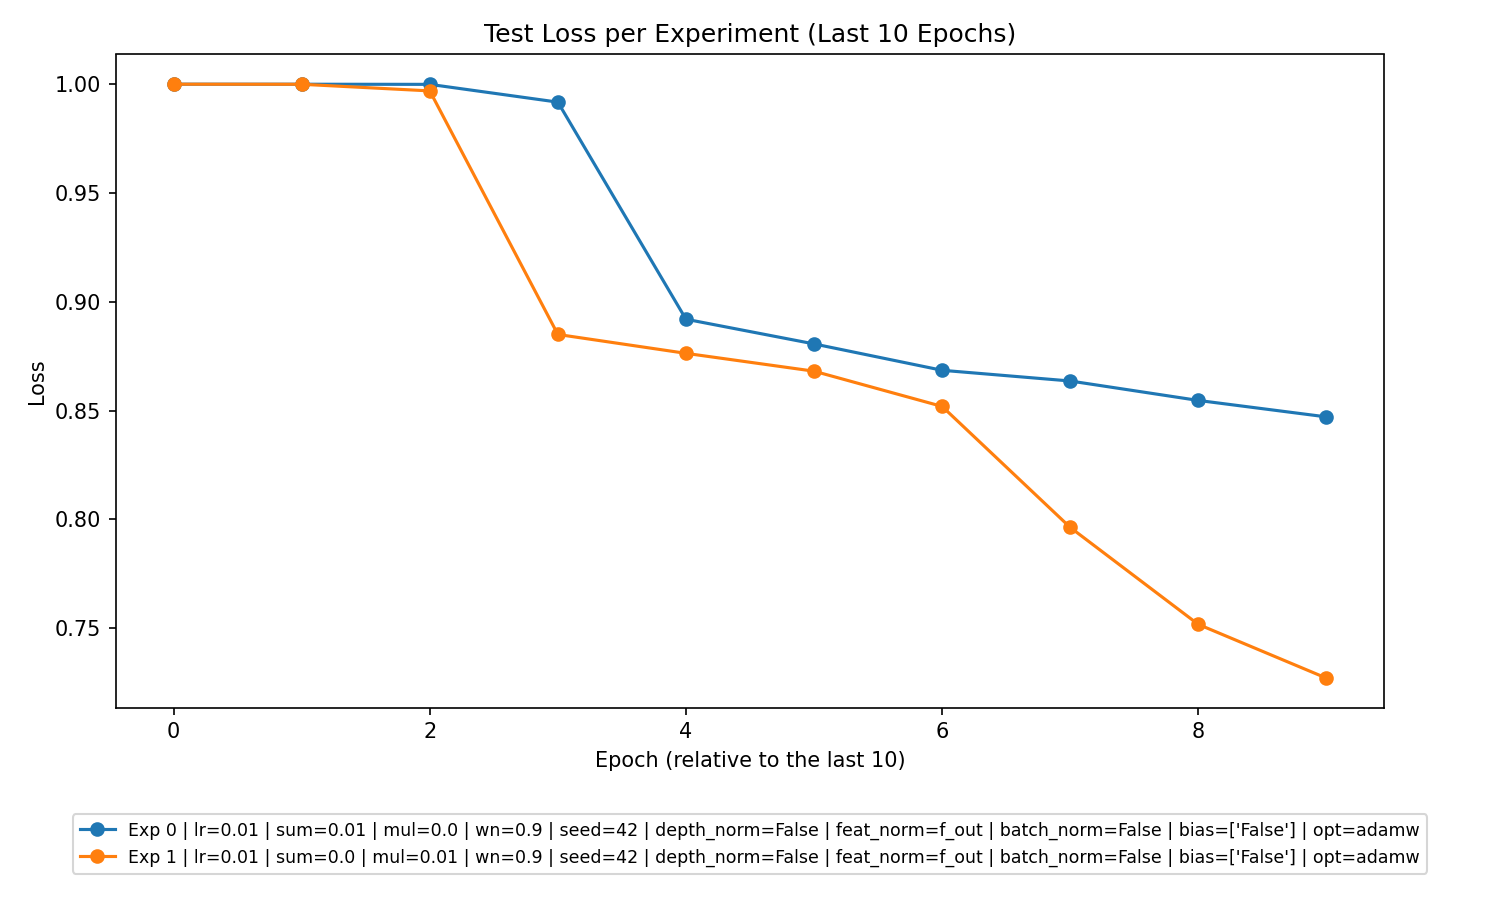 Test Loss per Experiment (Last 10 Epochs)
1.00
0.95
0.90
0.85
0.80
0.75
Loss
0 2 4 6 8
Epoch (relative to the last 10)
Exp 0 | lr=0.01 | sum=0.01 | mul=0.0 | wn=0.9 | seed=42 | depth_norm=False | feat_norm=f_out | batch_norm=False | bias=['False'] | opt=adamw
Exp 1 | lr=0.01 | sum=0.0 | mul=0.01 | wn=0.9 | seed=42 | depth_norm=False | feat_norm=f_out | batch_norm=False | bias=['False'] | opt=adamw